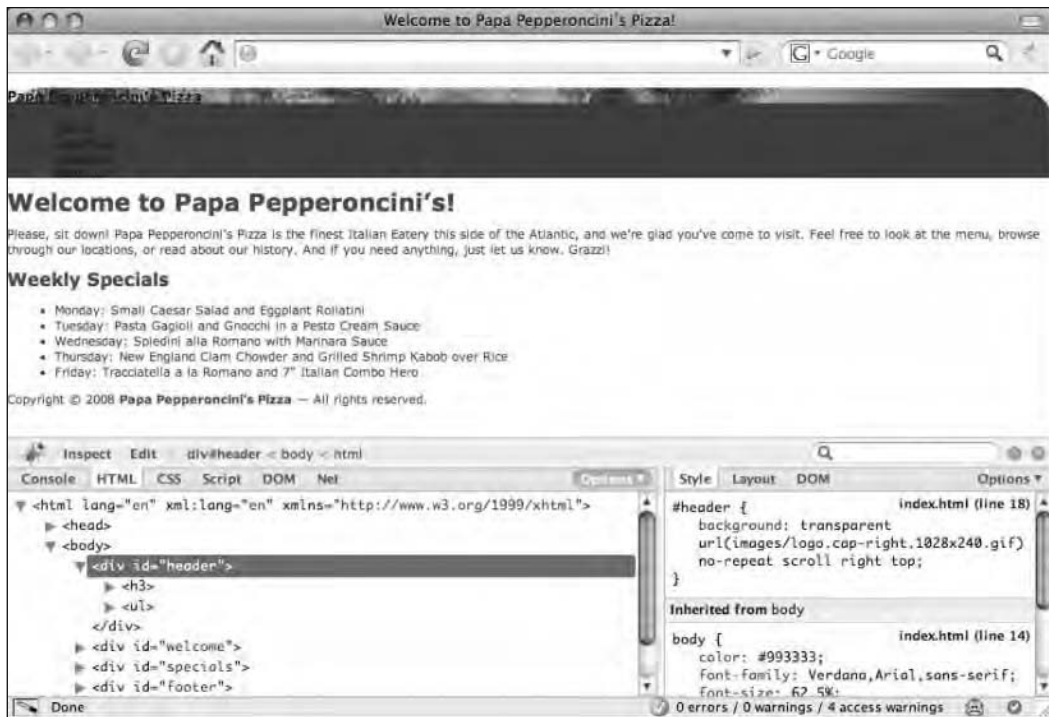 Welcome to Papa Pepperoncini's Pizza!
G Google
Papa Pepperoncini's Pizza
Welcome to Papa Pepperoncini's!
Please, sit down! Papa Pepperoncini's Pizza is the finest Italian Eatery this side of the Atlantic, and we're glad you've come to visit. Feel free to look at the menu, browse
through our locations, or read about our history. And if you need anything, just let us know. Grazzi!
Weekly Specials
• Monday: Small Caesar Salad and Eggplant Rollatini
• Tuesday: Pasta Gagioli and Gnocchi in a Pesto Cream Sauce
• Wednesday: Spiedini alla Romano with Marinara Sauce
• Thursday: New England Clam Chowder and Grilled Shrimp Kabob over Rice
• Friday: Tracciatella a la Romano and 7" Italian Combo Hero
Copyright © 2008 Papa Pepperoncini's Pizza — All rights reserved.
Inspect Edit div#header < body < html
Console HTML CSS Script DOM Net Options
<html lang="en" xml:lang="en" xmlns="http://www.w3.org/1999/xhtml">
<head>
<body>
<div id="header">
<h3>
<ul>
</div>
<div id="welcome">
<div id="specials">
<div id="footer">
Style Layout DOM Options
#header { index.html (line 18)
background: transparent
url(images/logo.cap-right.1028x240.gif)
no-repeat scroll right top;
}
Inherited from body
body { index.html (line 14)
color: #993333;
font-family: Verdana,Arial,sans-serif;
font-size: 62.5%;
Done
0 errors / 0 warnings / 4 access warnings